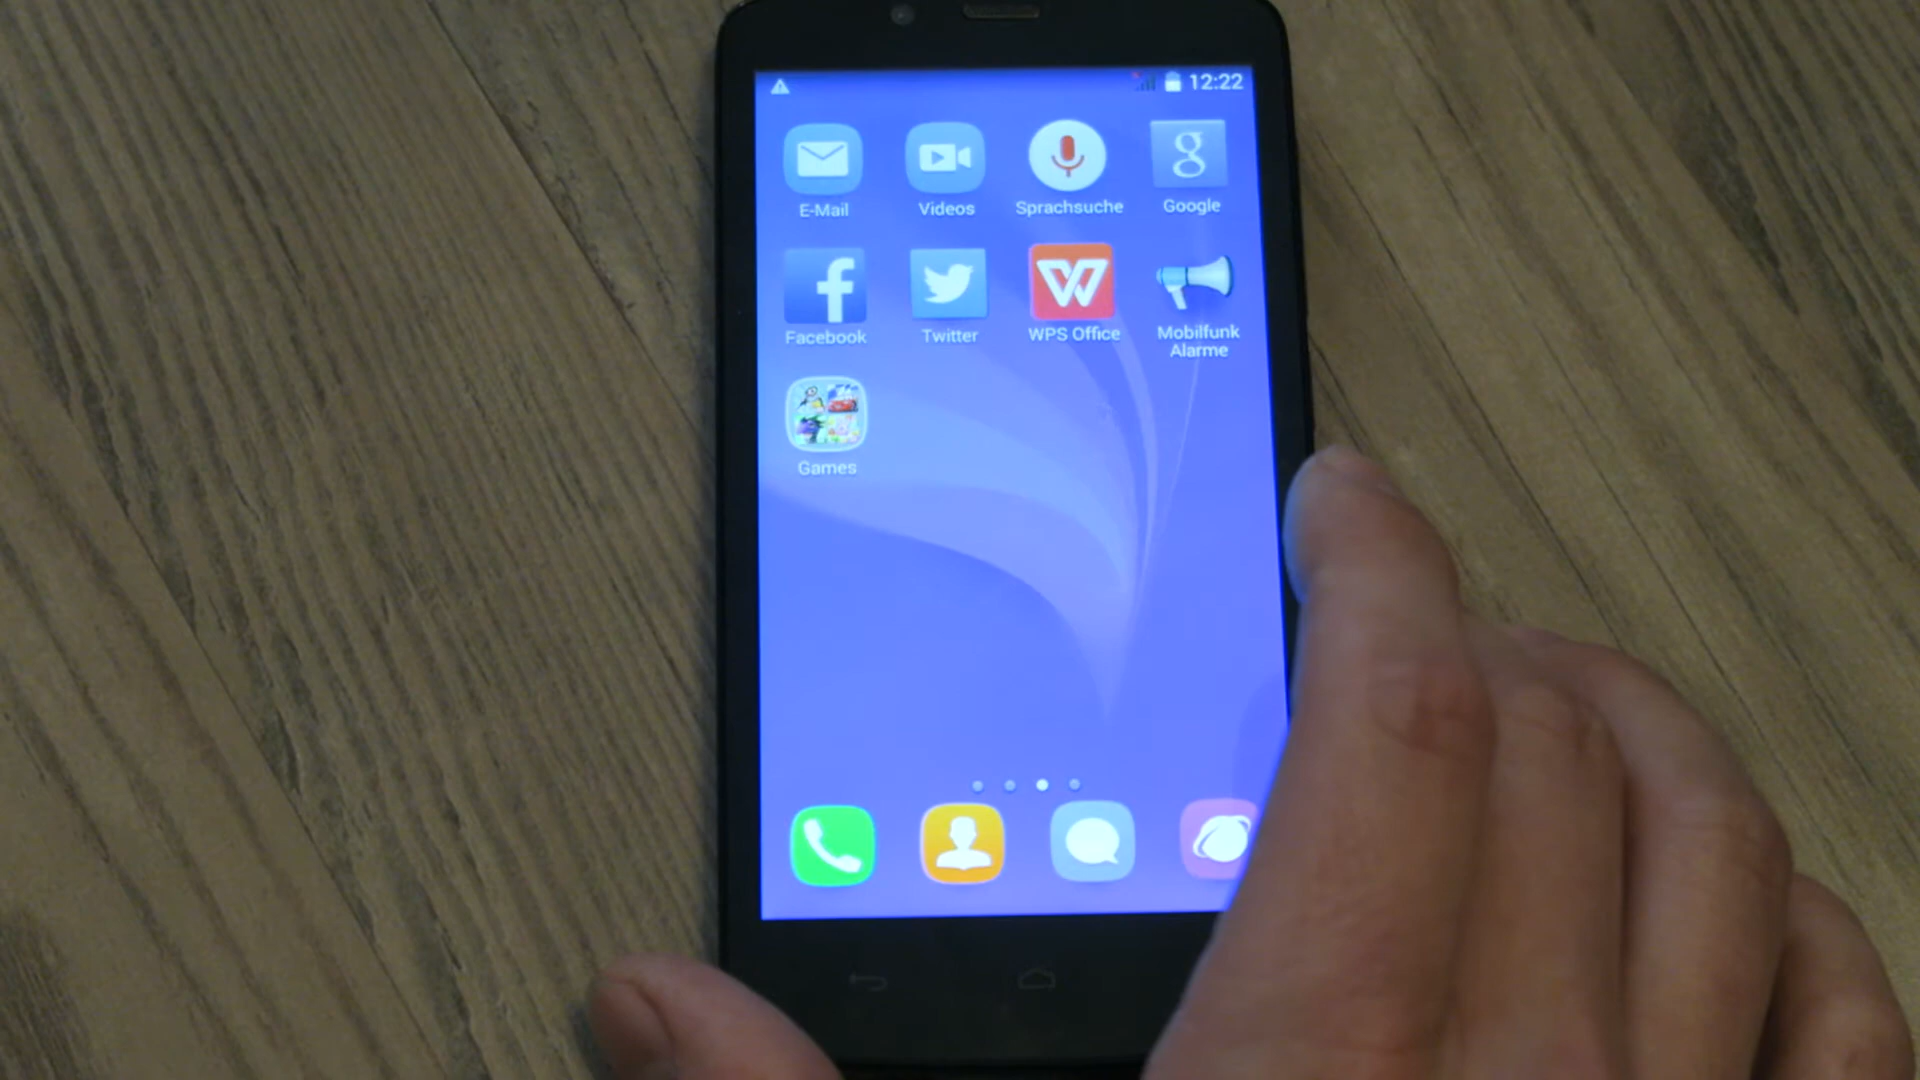 12:22
E-Mail
Videos
Sprachsuche
Google
Facebook
Twitter
WPS Office
Mobilfunk
Alarme
Games